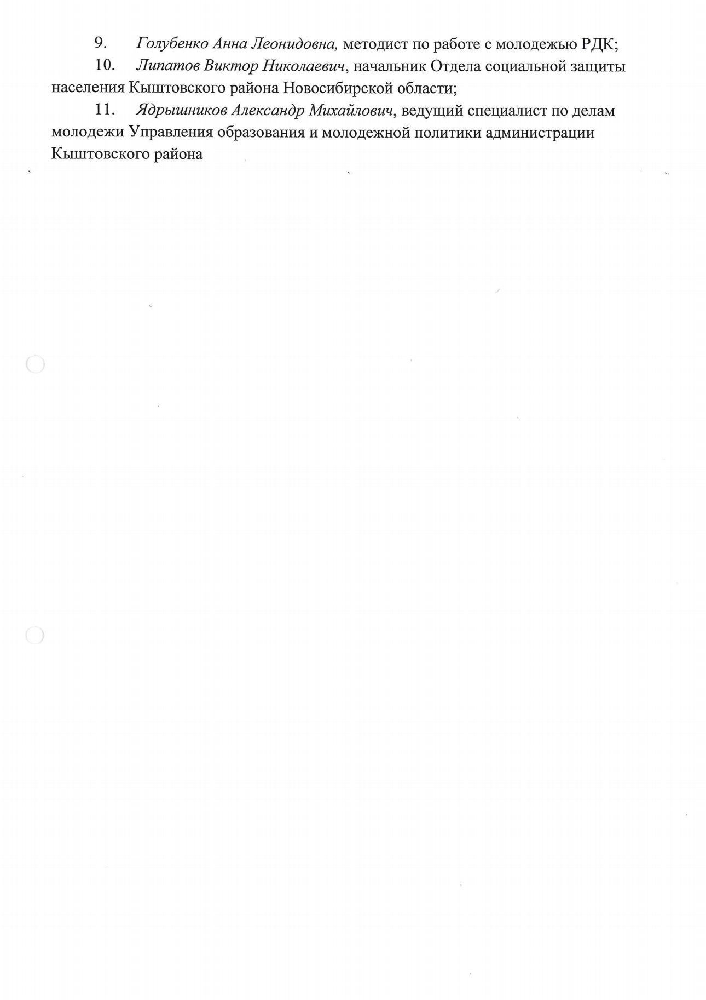 9. Голубенко Анна Леонидовна, методист по работе с молодежью РДК;
10. Липатов Виктор Николаевич, начальник Отдела социальной защиты
населения Кыштовского района Новосибирской области;
11. Ядрышников Александр Михайлович, ведущий специалист по делам
молодежи Управления образования и молодежной политики администрации
Кыштовского района